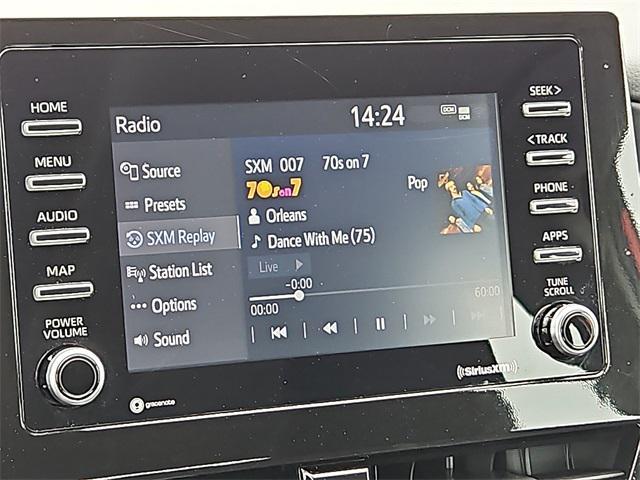 HOME
MENU
AUDIO
MAP
POWER
VOLUME
Radio
14:24
DCM
DCM
Source
Presets
SXM Replay
Station List
Options
Sound
SXM 007 70s on 7
70s on 7
Pop
Orleans
Dance With Me (75)
Live
-0:00
00:00
60:00
SEEK >
< TRACK
PHONE
APPS
TUNE
SCROLL
gracenote
((SiriusXM))